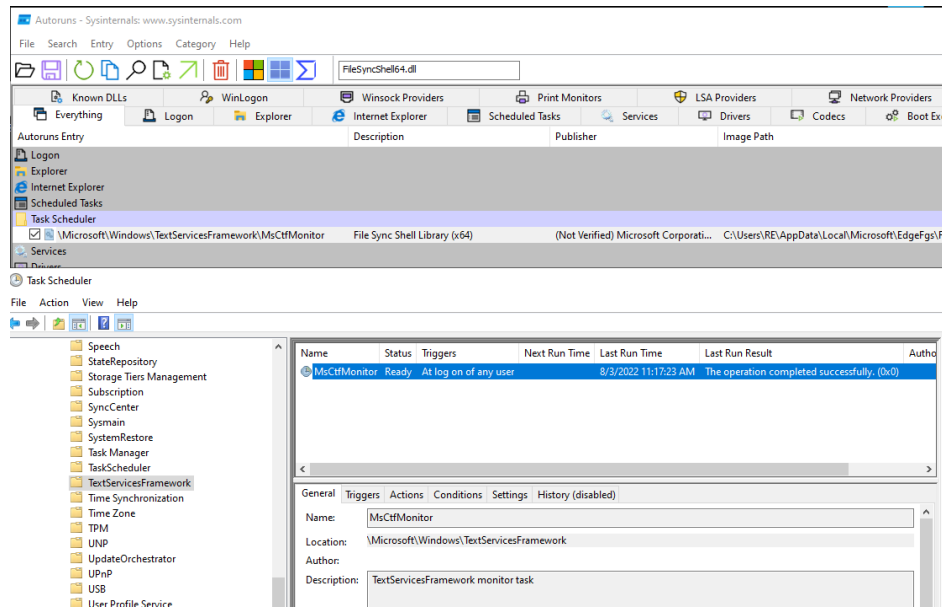 Autoruns - Sysinternals: www.sysinternals.com
File Search Entry Options Category Help
FileSyncShell64.dll
Known DLLs WinLogon Winsock Providers Print Monitors LSA Providers Network Providers
Everything Logon Explorer Internet Explorer Scheduled Tasks Services Drivers Codecs Boot Ex
Autoruns Entry Description Publisher Image Path
Logon
Explorer
Internet Explorer
Scheduled Tasks
Task Scheduler
\Microsoft\Windows\TextServicesFramework\MsCtfMonitor File Sync Shell Library (x64) (Not Verified) Microsoft Corporati... C:\Users\RE\AppData\Local\Microsoft\EdgeFgs\F
Services
Drivers
Task Scheduler
File Action View Help
Speech
StateRepository
Storage Tiers Management
Subscription
SyncCenter
Sysmain
SystemRestore
Task Manager
TaskScheduler
TextServicesFramework
Time Synchronization
Time Zone
TPM
UNP
UpdateOrchestrator
UPnP
USB
User Profile Service
Name Status Triggers Next Run Time Last Run Time Last Run Result Autho
MsCtfMonitor Ready At log on of any user 8/3/2022 11:17:23 AM The operation completed successfully. (0x0)
General Triggers Actions Conditions Settings History (disabled)
Name: MsCtfMonitor
Location: \Microsoft\Windows\TextServicesFramework
Author:
Description: TextServicesFramework monitor task